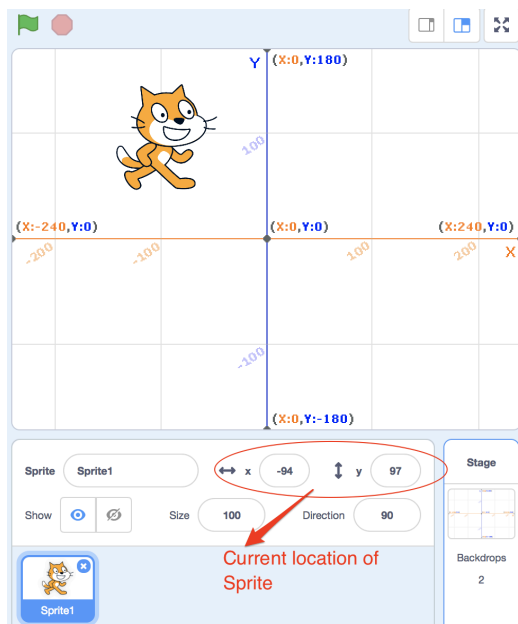 Y
(X:0,Y:180)
100
(X:-240,Y:0)
(X:0,Y:0)
(X:240,Y:0)
-200
-100
100
200
X
-100
(X:0,Y:-180)
Sprite
Sprite1
x
-94
y
97
Stage
Show
Size
100
Direction
90
Current location of
Sprite
Backdrops
2
Sprite1